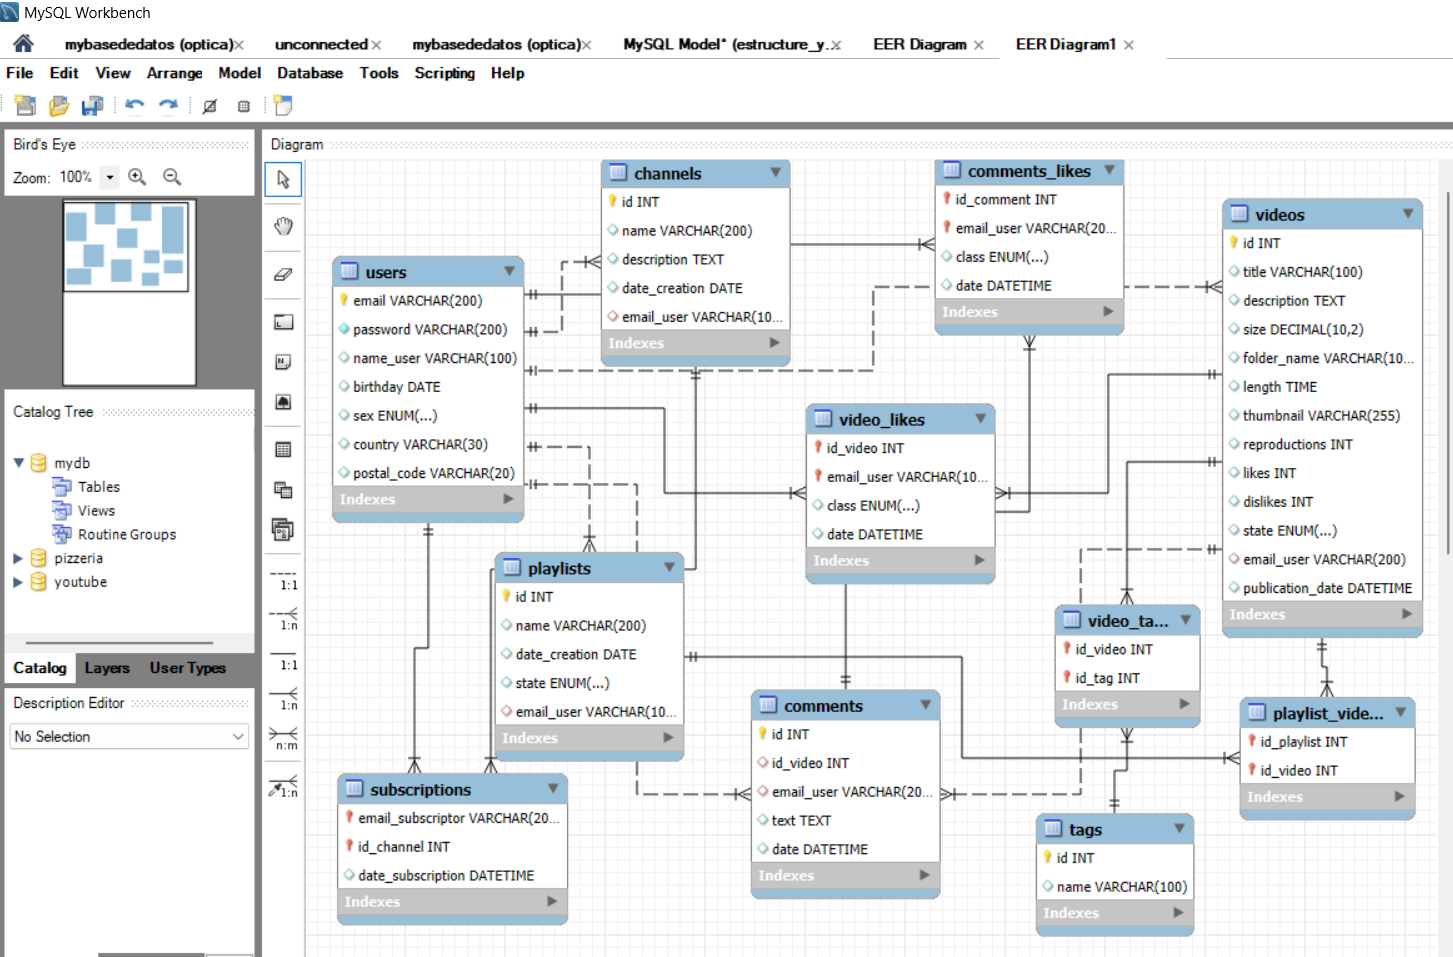 MySQL Workbench
mybasededatos (optica)
unconnected
mybasededatos (optica)
MySQL Model* (estructure_y...
EER Diagram
EER Diagram1
File Edit View Arrange Model Database Tools Scripting Help
Bird's Eye
Zoom: 100%
Catalog Tree
mydb
Tables
Views
Routine Groups
pizzeria
youtube
Catalog Layers User Types
Description Editor
No Selection
Diagram
1:1
1:n
1:1
1:n
n:m
1:n
users
email VARCHAR(200)
password VARCHAR(200)
name_user VARCHAR(100)
birthday DATE
sex ENUM(...)
country VARCHAR(30)
postal_code VARCHAR(20)
Indexes
channels
id INT
name VARCHAR(200)
description TEXT
date_creation DATE
email_user VARCHAR(10...
Indexes
comments_likes
id_comment INT
email_user VARCHAR(20...
class ENUM(...)
date DATETIME
Indexes
videos
id INT
title VARCHAR(100)
description TEXT
size DECIMAL(10,2)
folder_name VARCHAR(10...
length TIME
thumbnail VARCHAR(255)
reproductions INT
likes INT
dislikes INT
state ENUM(...)
email_user VARCHAR(200)
publication_date DATETIME
Indexes
video_likes
id_video INT
email_user VARCHAR(10...
class ENUM(...)
date DATETIME
Indexes
playlists
id INT
name VARCHAR(200)
date_creation DATE
state ENUM(...)
email_user VARCHAR(10...
Indexes
video_ta...
id_video INT
id_tag INT
Indexes
comments
id INT
id_video INT
email_user VARCHAR(20...
text TEXT
date DATETIME
Indexes
playlist_vide...
id_playlist INT
id_video INT
Indexes
subscriptions
email_subscriptor VARCHAR(20...
id_channel INT
date_subscription DATETIME
Indexes
tags
id INT
name VARCHAR(100)
Indexes